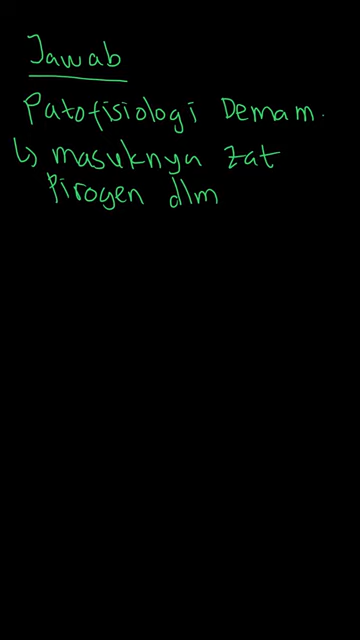 Jawab
Patofisiologi Demam.
↳ masuknya zat
Pirogen dlm